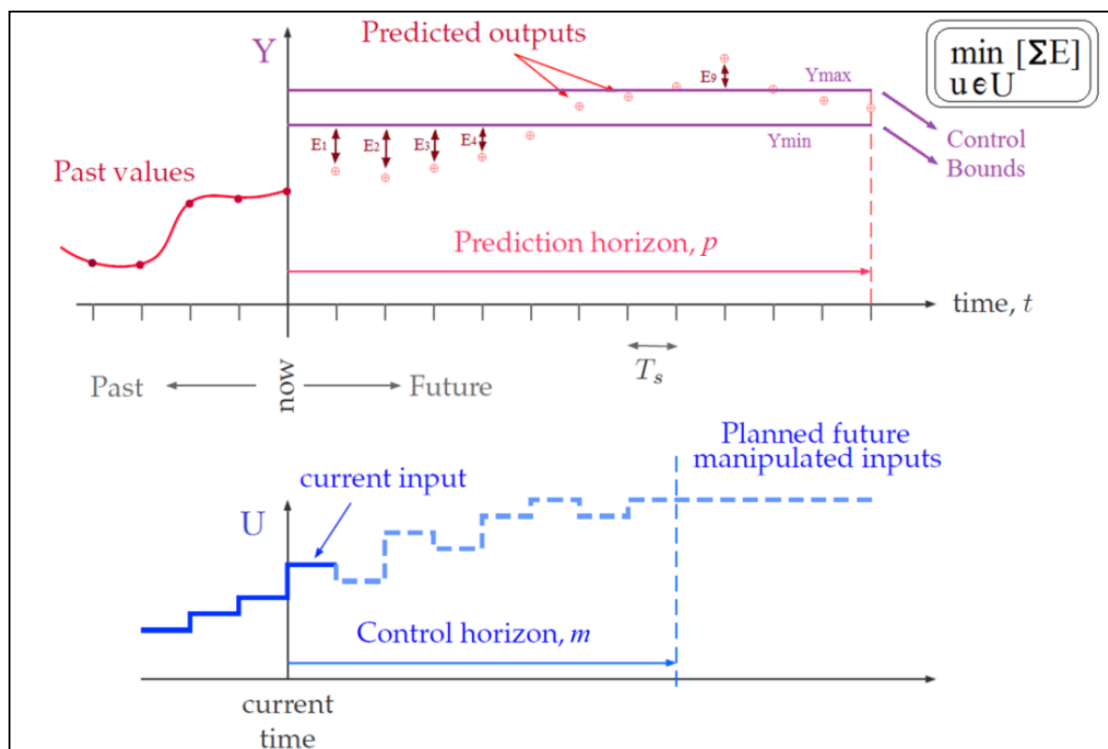 Predicted outputs
Y
min [ΣE]
uϵU
E9
Ymax
E1
E2
E3
E4
Ymin
Control
Bounds
Past values
Prediction horizon, p
time, t
Ts
Past
now
Future
Planned future
manipulated inputs
current input
U
Control horizon, m
current
time